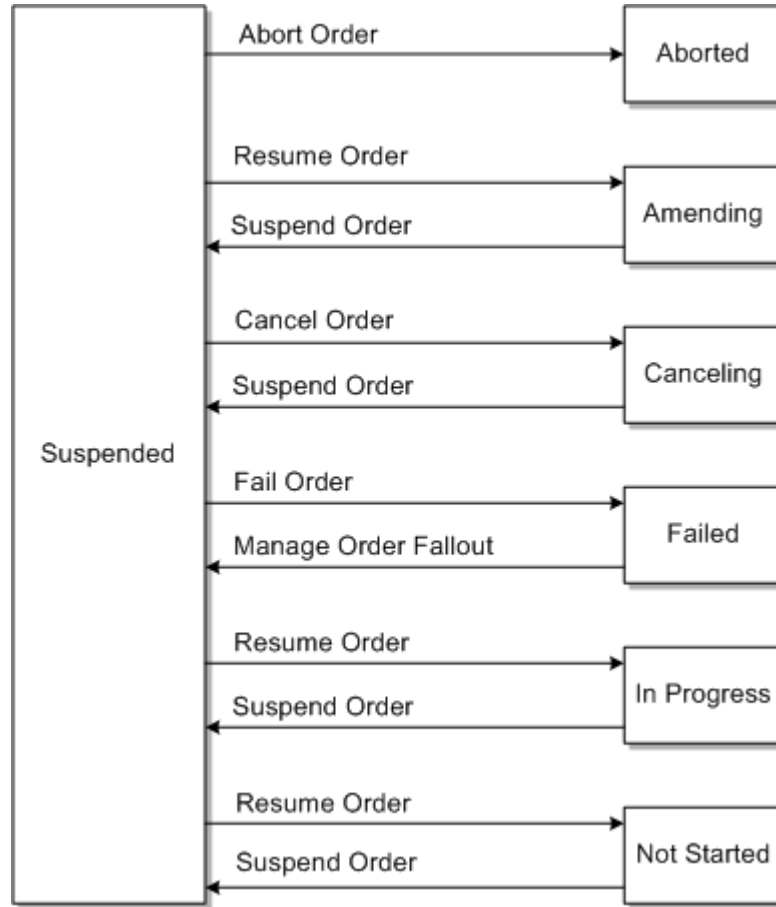 Abort Order
Aborted
Resume Order
Amending
Suspend Order
Cancel Order
Canceling
Suspend Order
Suspended
Fail Order
Failed
Manage Order Fallout
Resume Order
In Progress
Suspend Order
Resume Order
Not Started
Suspend Order